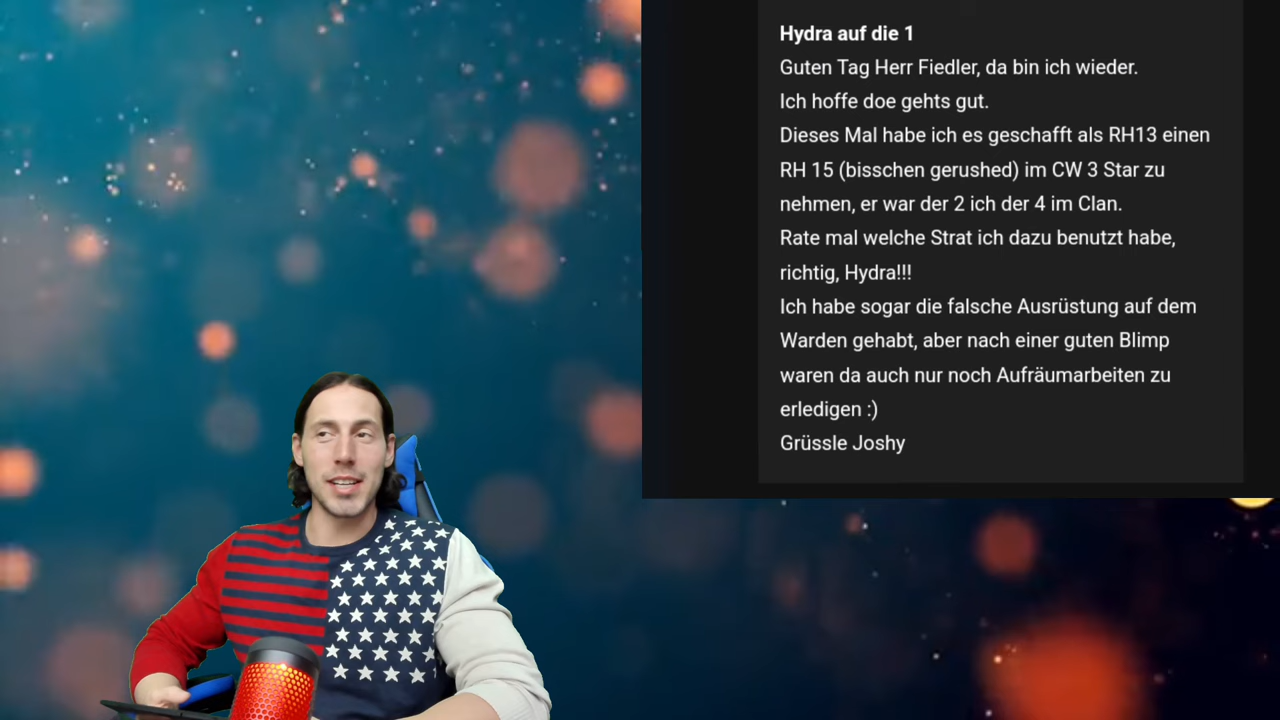 Hydra auf die 1
Guten Tag Herr Fiedler, da bin ich wieder.
Ich hoffe doe gehts gut.
Dieses Mal habe ich es geschafft als RH13 einen
RH 15 (bisschen gerushed) im CW 3 Star zu
nehmen, er war der 2 ich der 4 im Clan.
Rate mal welche Strat ich dazu benutzt habe,
richtig, Hydra!!!
Ich habe sogar die falsche Ausrüstung auf dem
Warden gehabt, aber nach einer guten Blimp
waren da auch nur noch Aufräumarbeiten zu
erledigen :)
Grüssle Joshy